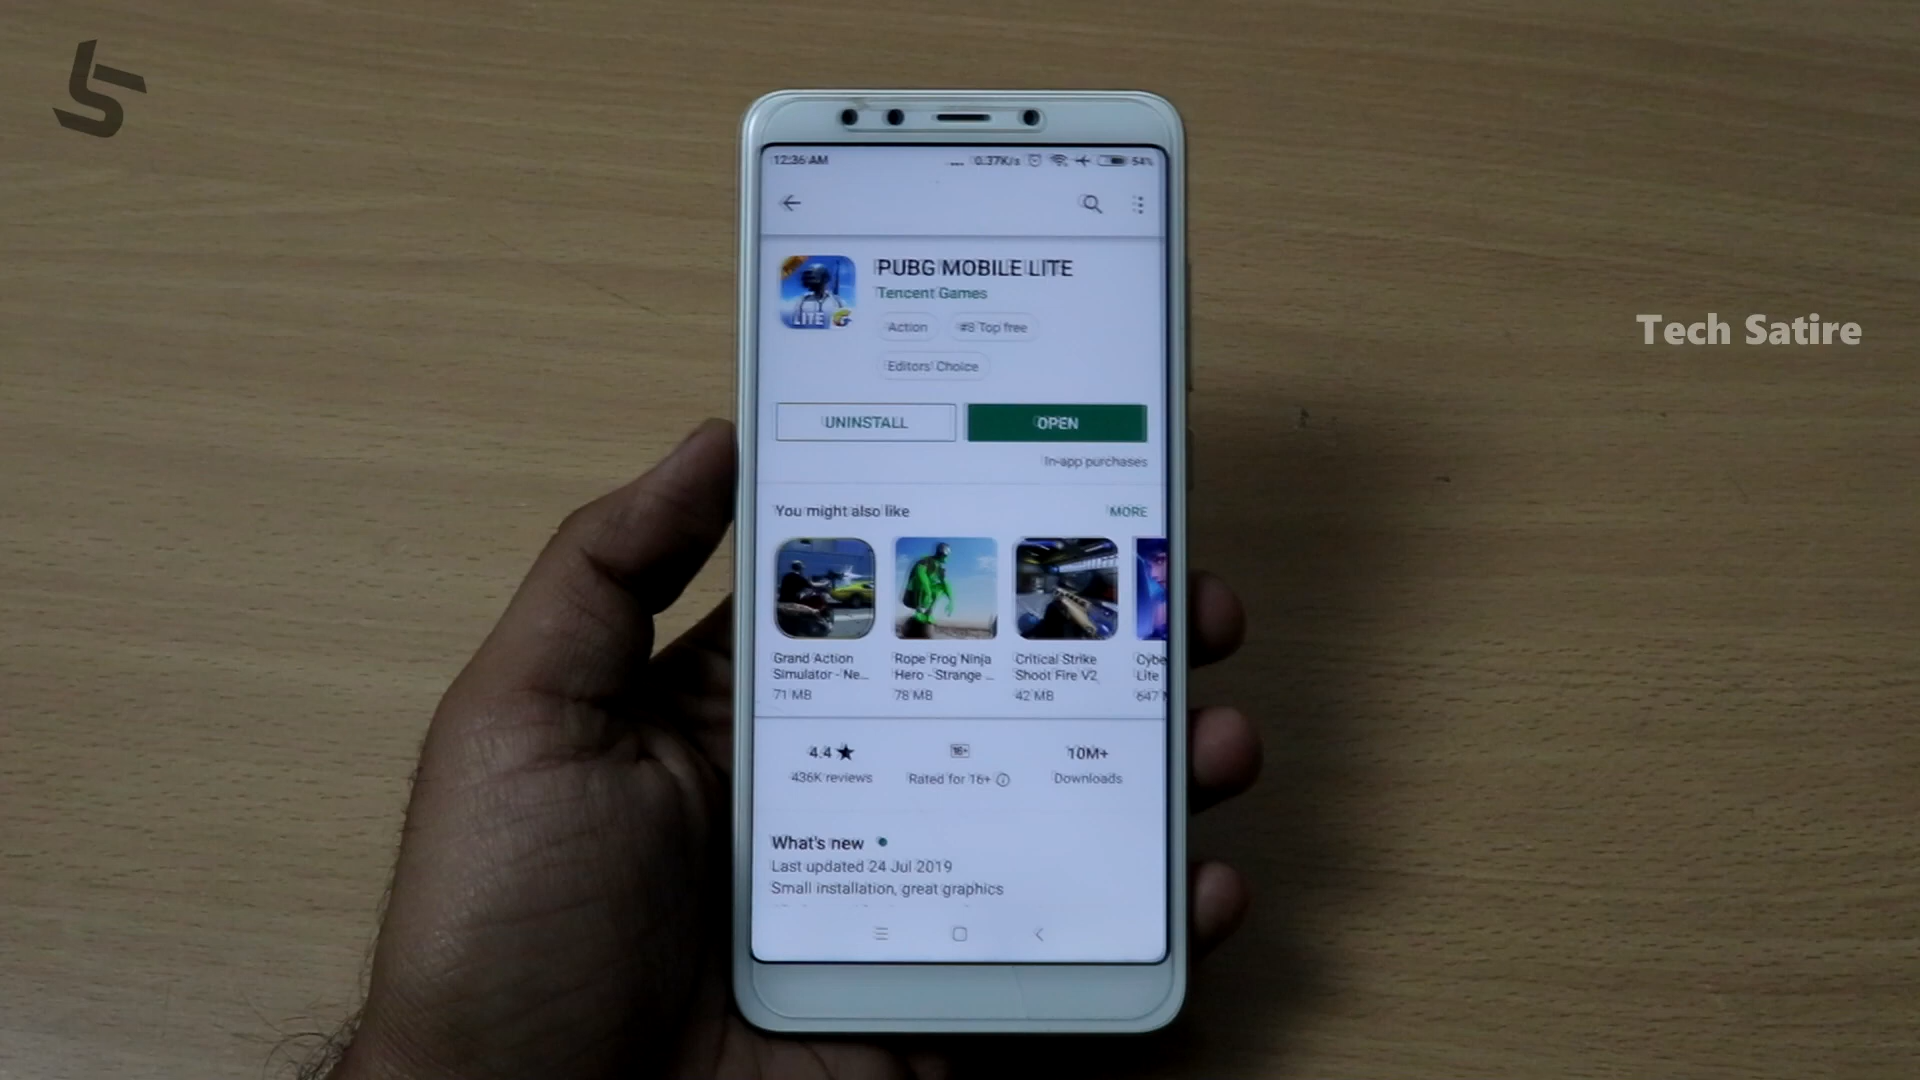 12:36 AM
... 0.37K/s 54%
PUBG MOBILE LITE
Tencent Games
Action
#8 Top free
Editors' Choice
UNINSTALL
OPEN
In-app purchases
You might also like
MORE
LITE
Grand Action
Simulator - Ne...
71 MB
Rope Frog Ninja
Hero - Strange ...
78 MB
Critical Strike
Shoot Fire V2
42 MB
Cybe
Lite
647
4.4 ★
436K reviews
16+
Rated for 16+
10M+
Downloads
What's new
Last updated 24 Jul 2019
Small installation, great graphics
Tech Satire